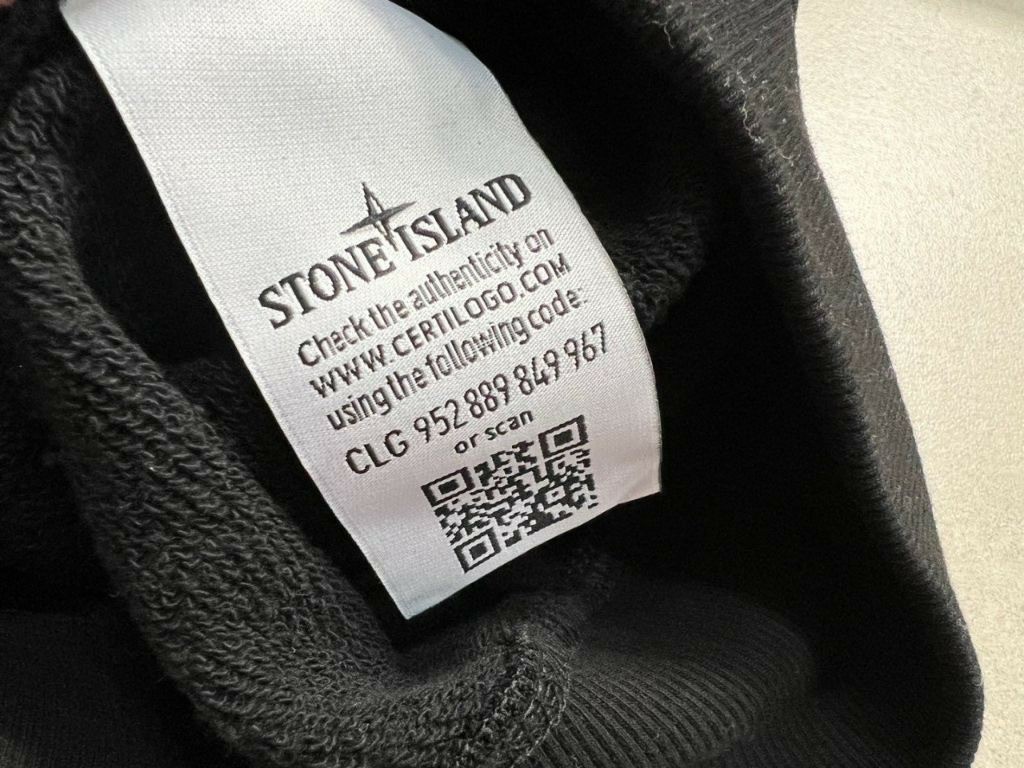 STONE ISLAND
Check the authenticity on
WWW.CERTILOGO.COM
using the following code:
CLG 952 889 849 967
or scan